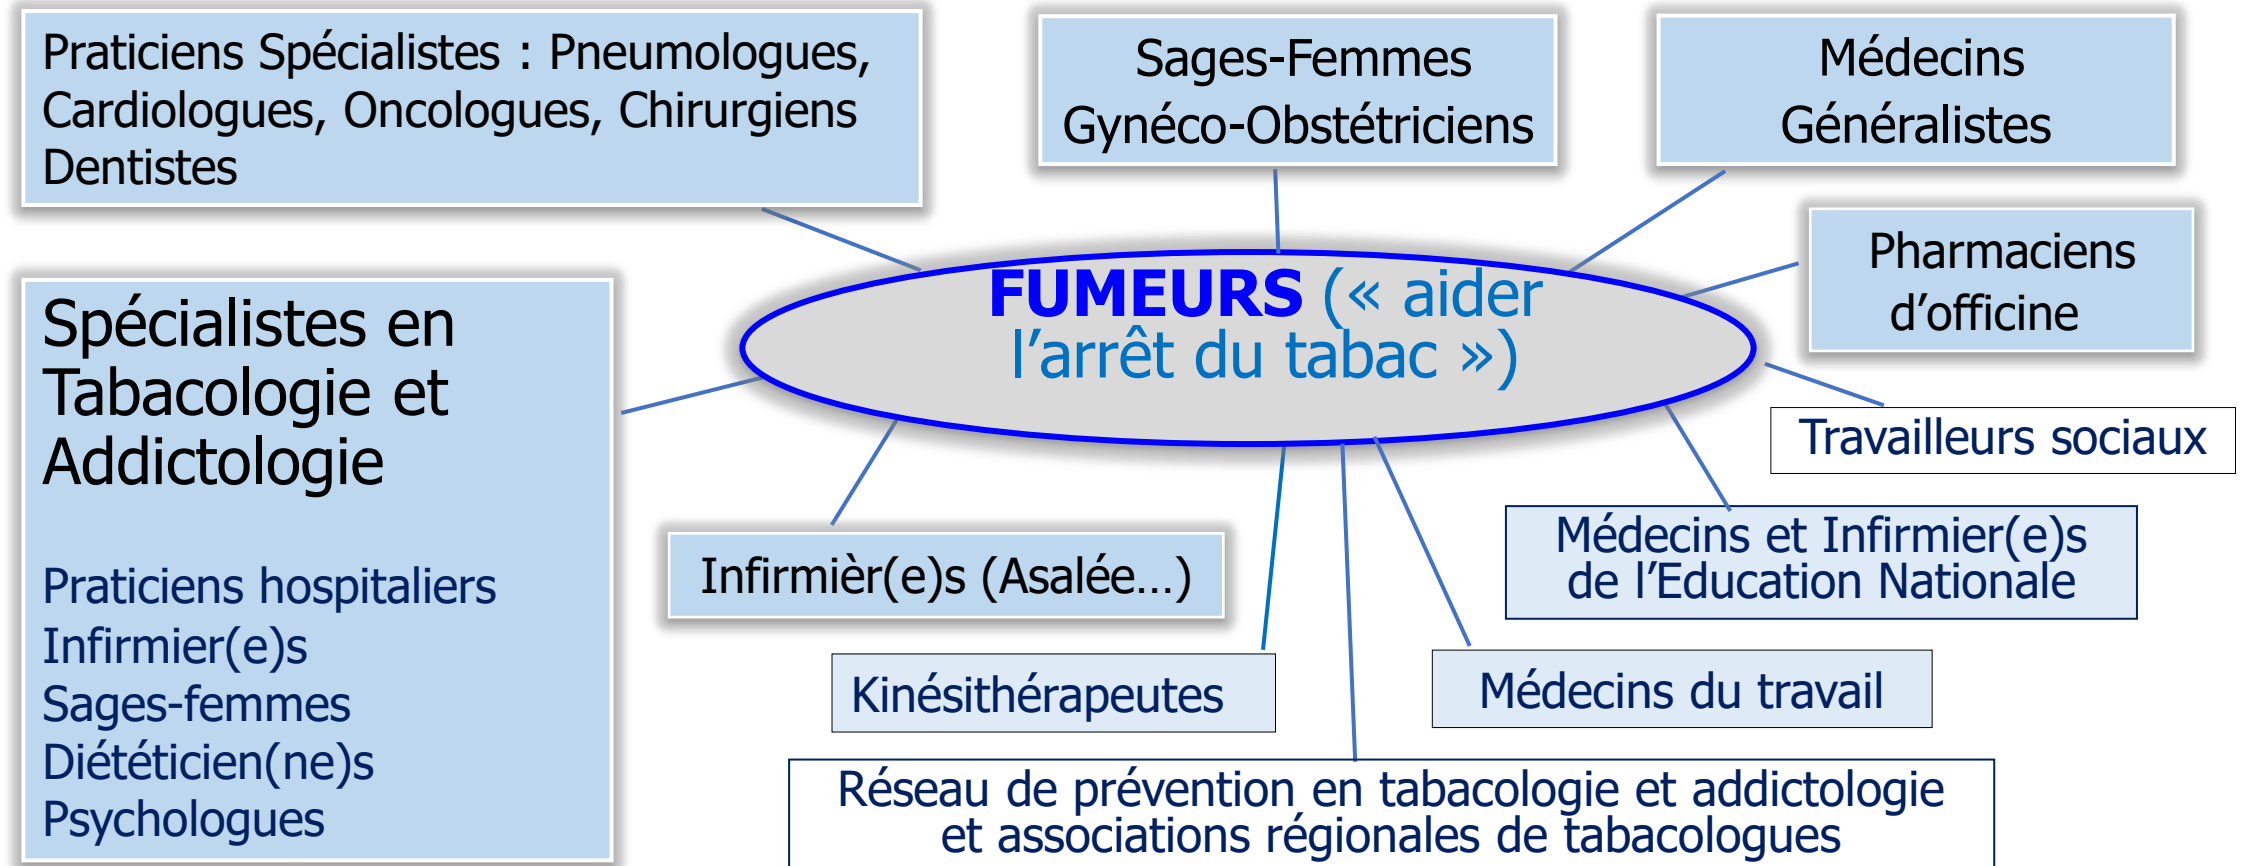 Praticiens Spécialistes : Pneumologues,
Cardiologues, Oncologues, Chirurgiens
Dentistes
Sages-Femmes
Gynéco-Obstétriciens
Médecins
Généralistes
Pharmaciens
d’officine
FUMEURS (« aider
l’arrêt du tabac »)
Spécialistes en
Tabacologie et
Addictologie
Praticiens hospitaliers
Infirmier(e)s
Sages-femmes
Diététicien(ne)s
Psychologues
Travailleurs sociaux
Médecins et Infirmier(e)s
de l’Education Nationale
Infirmièr(e)s (Asalée…)
Kinésithérapeutes
Médecins du travail
Réseau de prévention en tabacologie et addictologie
et associations régionales de tabacologues